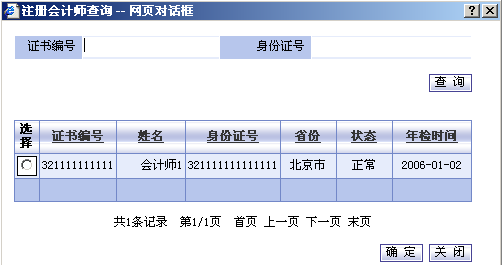 注册会计师查询 -- 网页对话框
证书编号 身份证号
查 询
选择 证书编号 姓名 身份证号 省份 状态 年检时间
321111111111 会计师1 321111111111111 北京市 正常 2006-01-02
共1条记录 第1/1页 首页 上一页 下一页 末页
确 定 关 闭